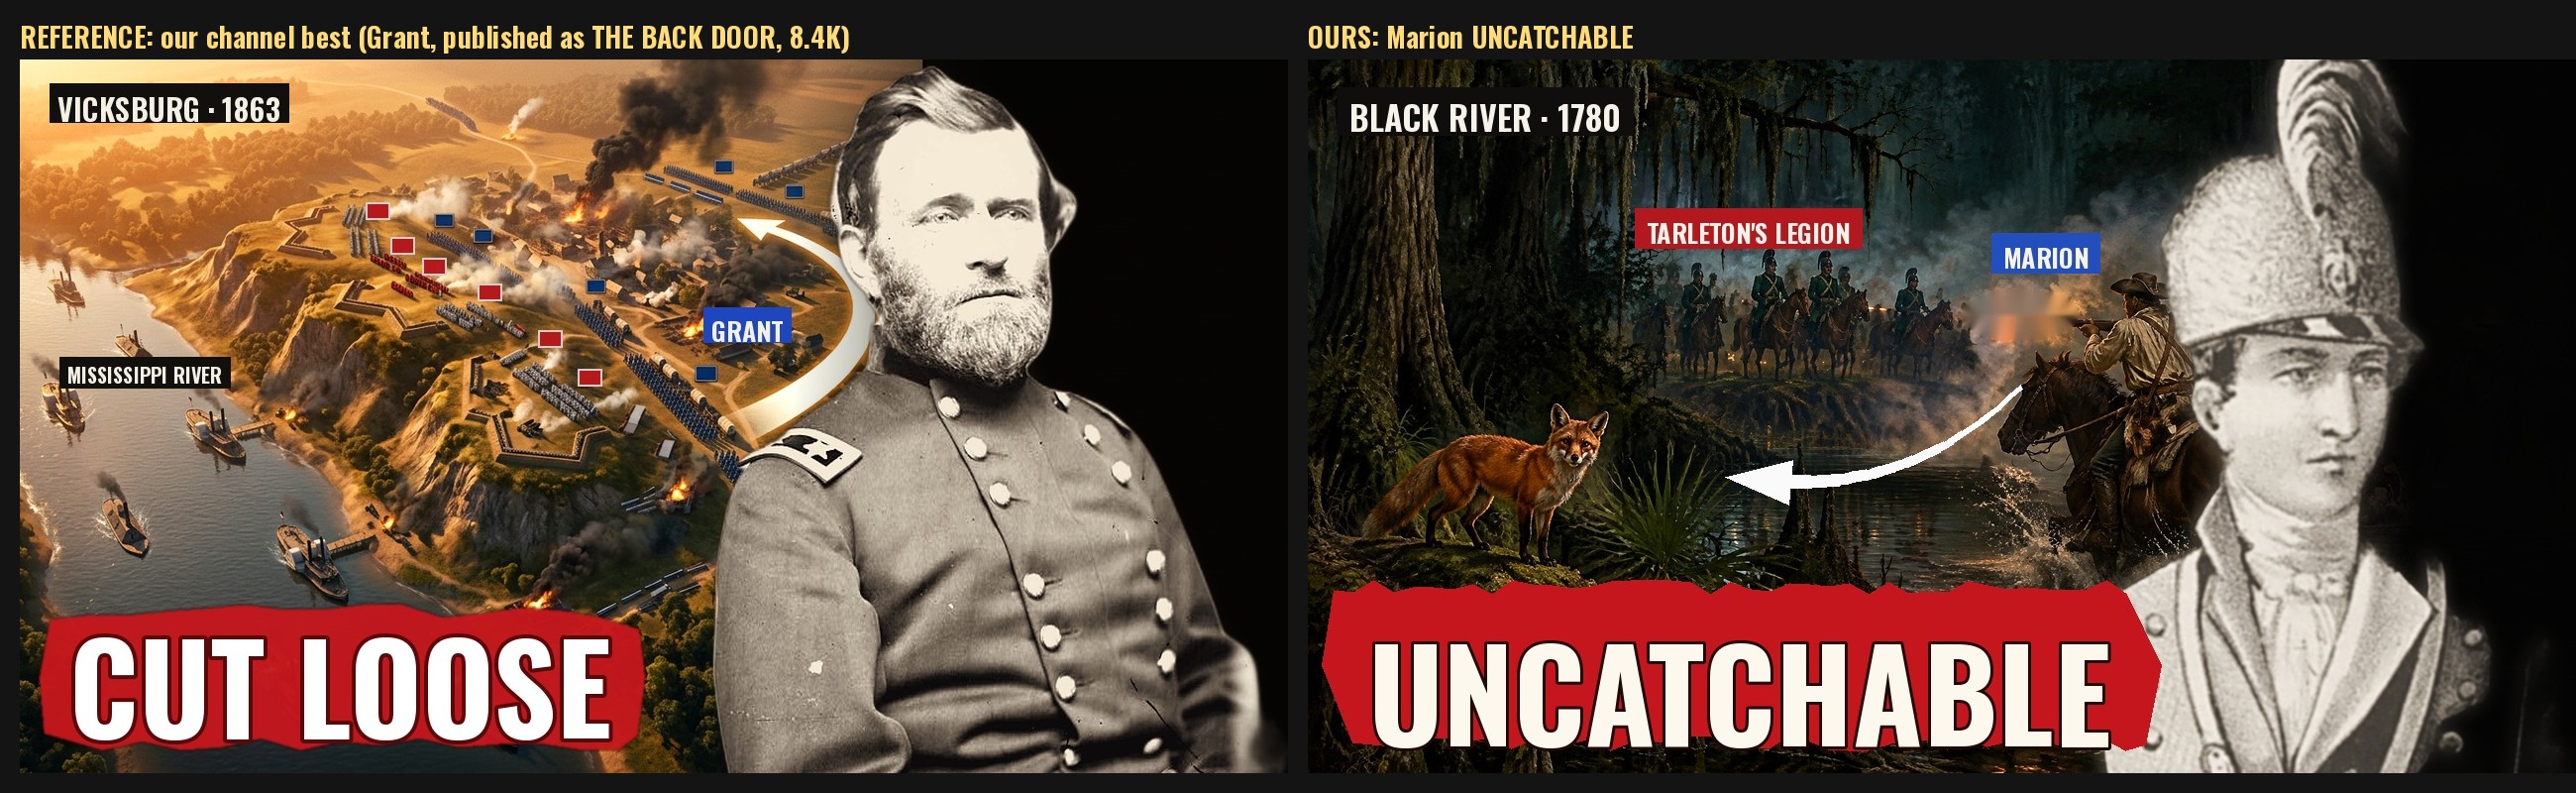 REFERENCE: our channel best (Grant, published as THE BACK DOOR, 8.4K)
VICKSBURG · 1863
GRANT
MISSISSIPPI RIVER
CUT LOOSE
OURS: Marion UNCATCHABLE
BLACK RIVER · 1780
TARLETON'S LEGION
MARION
UNCATCHABLE